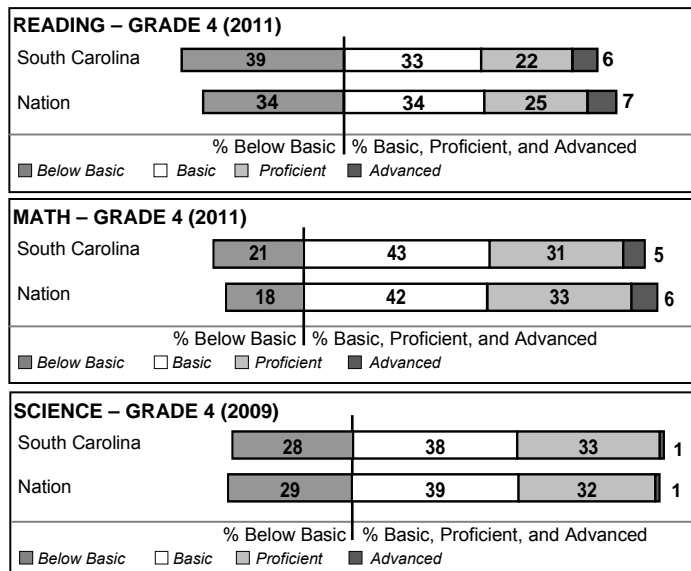 READING – GRADE 4 (2011)
South Carolina 39 33 22 6
Nation 34 34 25 7
% Below Basic % Basic, Proficient, and Advanced
Below Basic Basic Proficient Advanced
MATH – GRADE 4 (2011)
South Carolina 21 43 31 5
Nation 18 42 33 6
% Below Basic % Basic, Proficient, and Advanced
Below Basic Basic Proficient Advanced
SCIENCE – GRADE 4 (2009)
South Carolina 28 38 33 1
Nation 29 39 32 1
% Below Basic % Basic, Proficient, and Advanced
Below Basic Basic Proficient Advanced